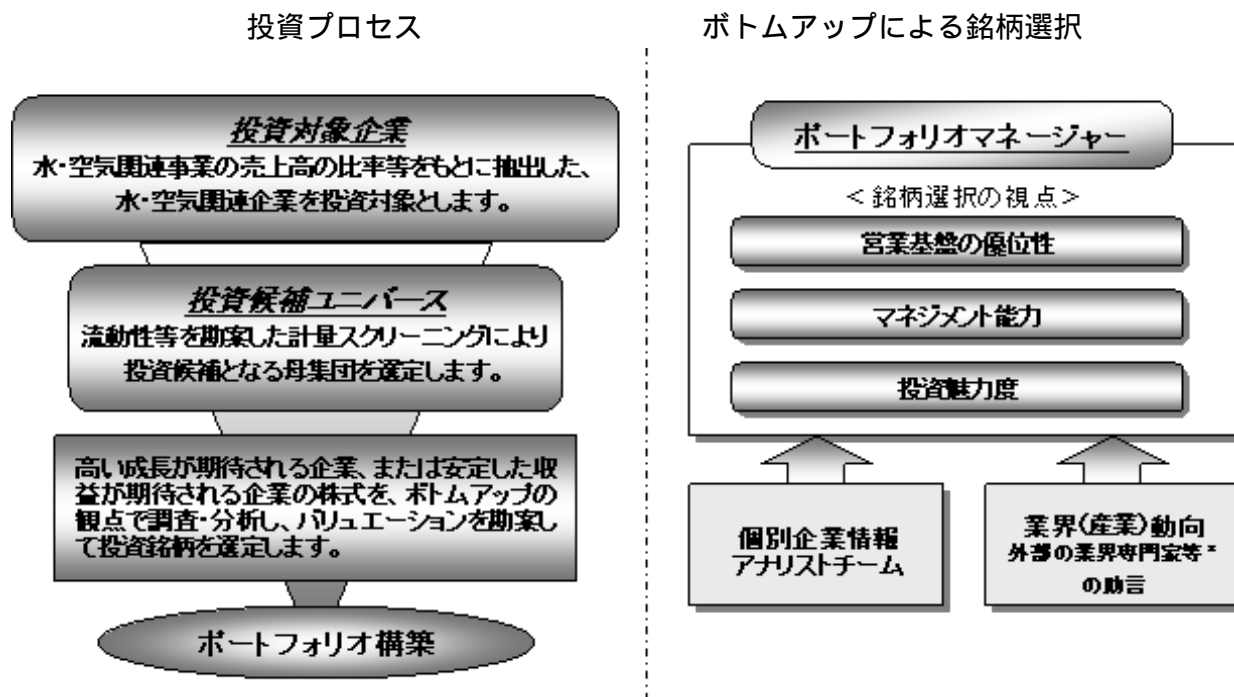 投資プロセス
投資対象企業
水・空気関連事業の売上高の比率等をもとに抽出した、
水・空気関連企業を投資対象とします。
投資候補ユニバース
流動性等を勘案した計量スクリーニングにより
投資候補となる母集団を選定します。
高い成長が期待される企業、または安定した収
益が期待される企業の株式を、ボトムアップの
観点で調査・分析し、バリュエーションを勘案し
て投資銘柄を選定します。
ポートフォリオ構築
ボトムアップによる銘柄選択
ポートフォリオマネージャー
＜銘柄選択の視点＞
営業基盤の優位性
マネジメント能力
投資魅力度
個別企業情報
アナリストチーム
業界(産業)動向
外部の業界専門家等*
の助言